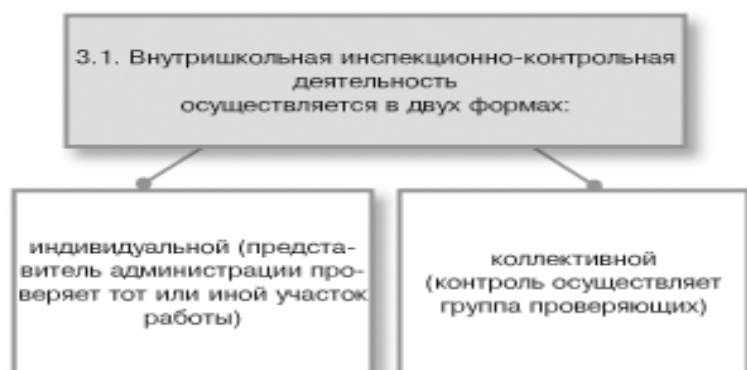 3.1. Внутришкольная инспекционно-контрольная
деятельность
осуществляется в двух формах:
индивидуальной (предста-
витель администрации про-
веряет тот или иной участок
работы)
коллективной
(контроль осуществляет
группа проверяющих)